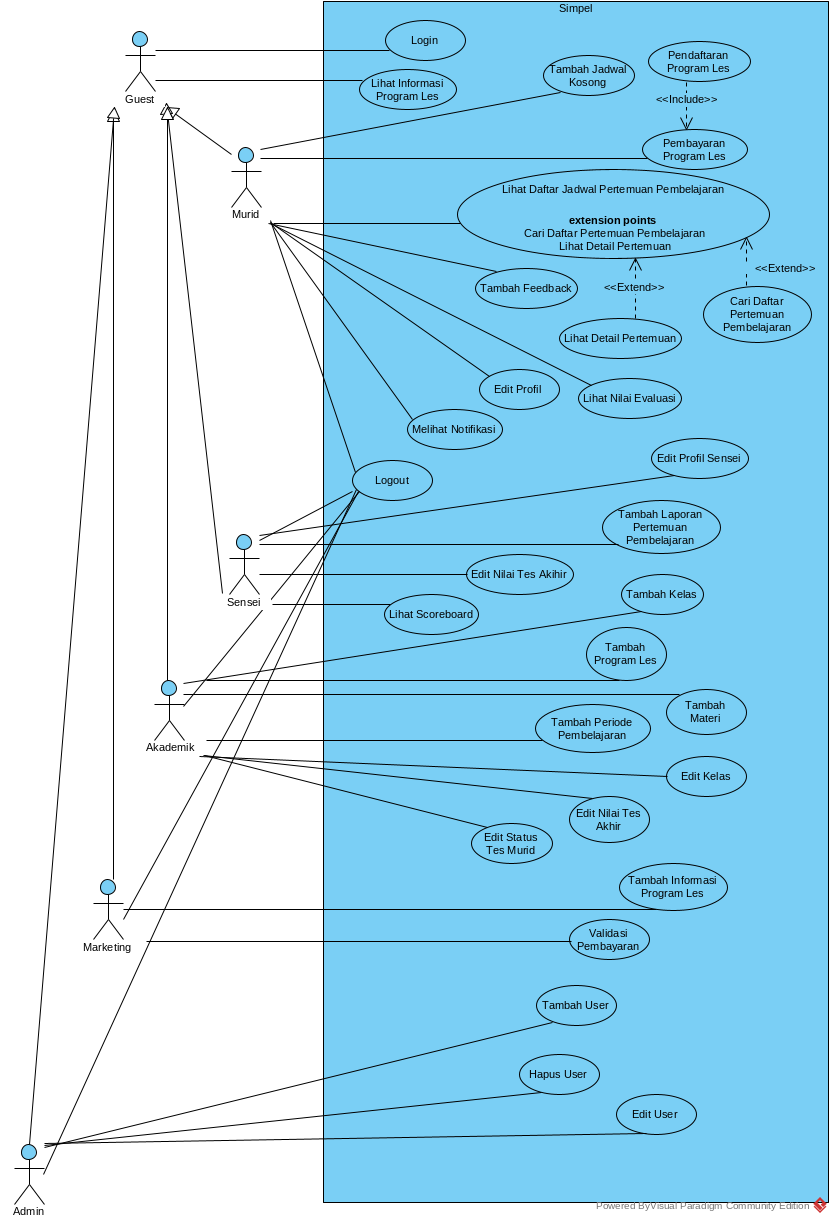 Simpel
Guest
Login
Lihat Informasi
Program Les
Tambah Jadwal
Kosong
Pendaftaran
Program Les
<<Include>>
Pembayaran
Program Les
Murid
Lihat Daftar Jadwal Pertemuan Pembelajaran
extension points
Cari Daftar Pertemuan Pembelajaran
Lihat Detail Pertemuan
<<Extend>>
<<Extend>>
Tambah Feedback
Cari Daftar
Pertemuan
Pembelajaran
Lihat Detail Pertemuan
Edit Profil
Lihat Nilai Evaluasi
Melihat Notifikasi
Logout
Edit Profil Sensei
Tambah Laporan
Pertemuan
Pembelajaran
Sensei
Edit Nilai Tes Akihir
Tambah Kelas
Lihat Scoreboard
Tambah
Program Les
Akademik
Tambah
Materi
Tambah Periode
Pembelajaran
Edit Kelas
Edit Nilai Tes
Akhir
Edit Status
Tes Murid
Marketing
Tambah Informasi
Program Les
Validasi
Pembayaran
Tambah User
Hapus User
Edit User
Admin
Powered ByVisual Paradigm Community Edition